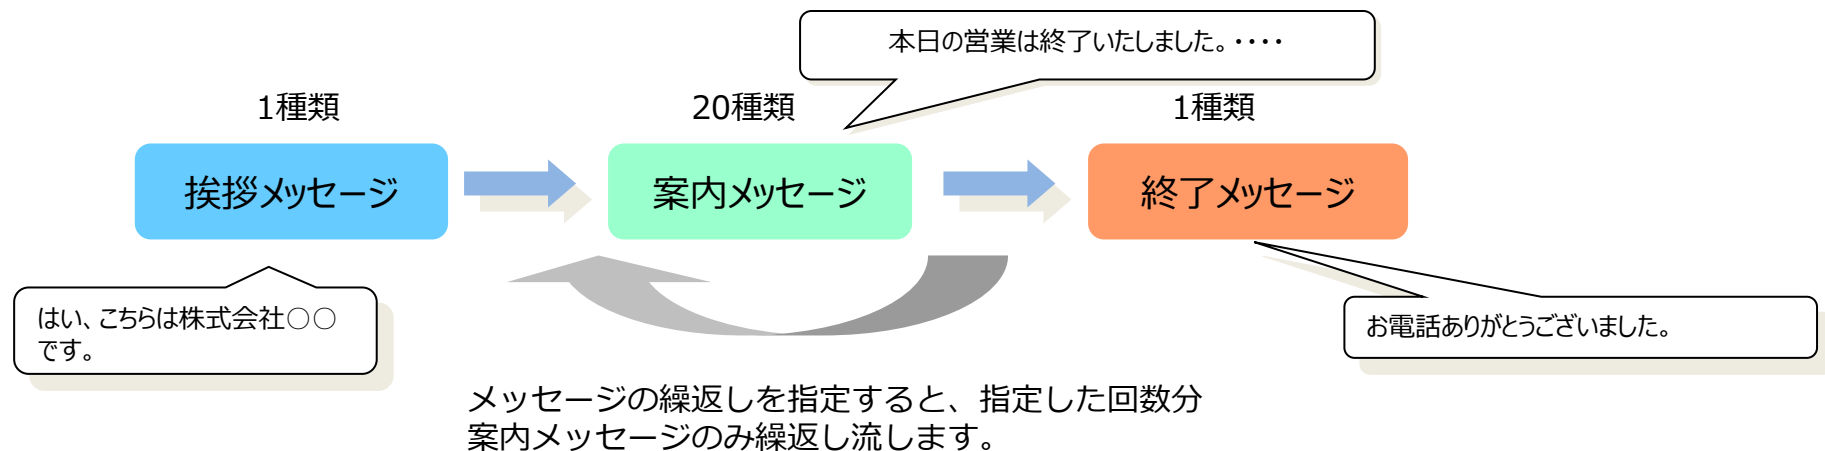 本日の営業は終了いたしました。・・・・
1種類
20種類
1種類
挨拶メッセージ
案内メッセージ
終了メッセージ
はい、こちらは株式会社〇〇
です。
お電話ありがとうございました。
メッセージの繰返しを指定すると、指定した回数分
案内メッセージのみ繰返し流します。